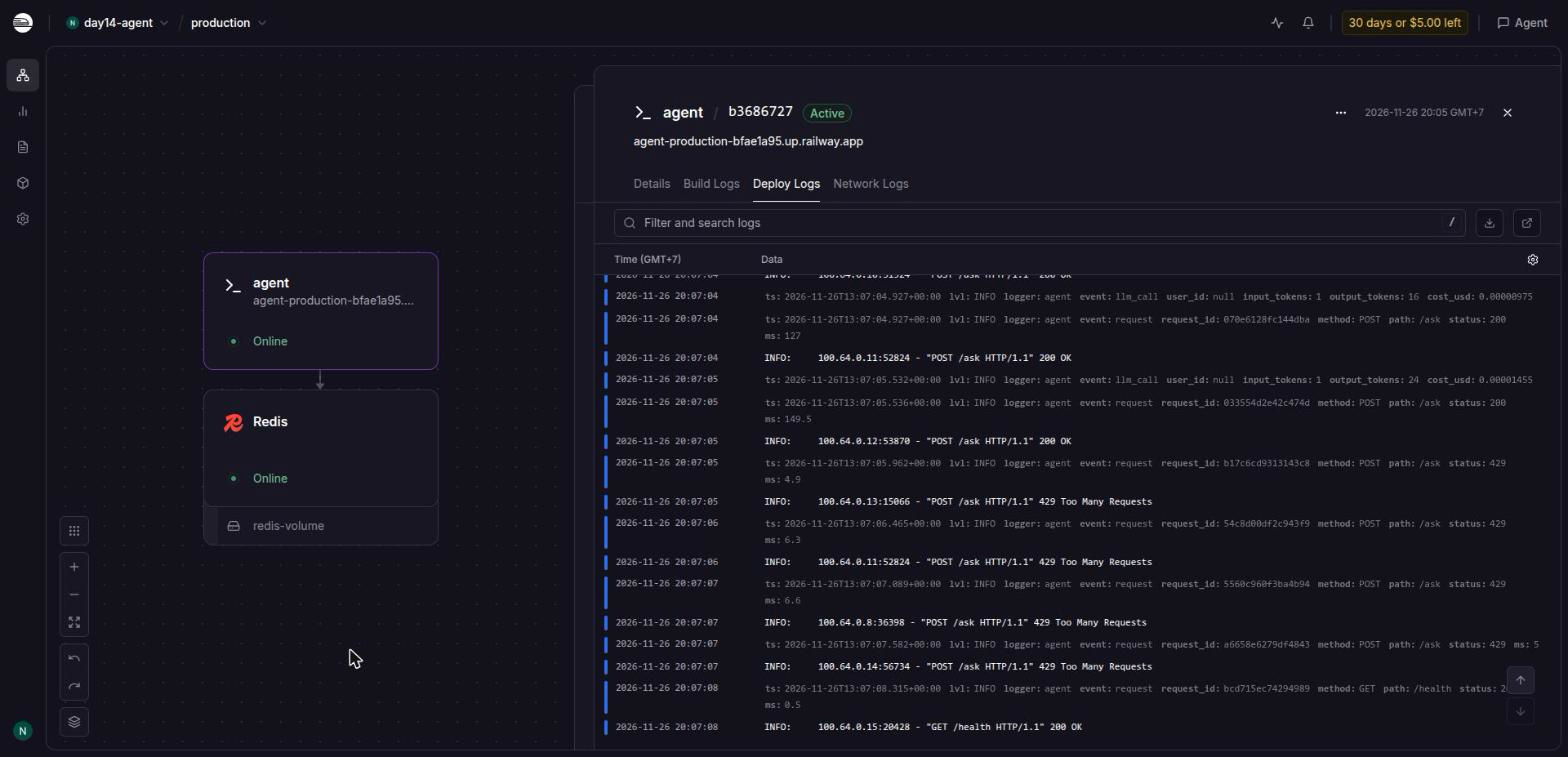 N day14-agent / production
30 days or $5.00 left
Agent
agent / b3686727 Active
2026-11-26 20:05 GMT+7
agent-production-bfae1a95.up.railway.app
Details Build Logs Deploy Logs Network Logs
Filter and search logs /
Time (GMT+7) Data
2026-11-26 20:07:04 INFO: 100.64.0.10:51924 - "POST /ask HTTP/1.1" 200 OK
2026-11-26 20:07:04 ts: 2026-11-26T13:07:04.927+00:00 lvl: INFO logger: agent event: llm_call user_id: null input_tokens: 1 output_tokens: 16 cost_usd: 0.00000975
2026-11-26 20:07:04 ts: 2026-11-26T13:07:04.927+00:00 lvl: INFO logger: agent event: request request_id: 070e6128fc144dba method: POST path: /ask status: 200
ms: 127
2026-11-26 20:07:04 INFO: 100.64.0.11:52824 - "POST /ask HTTP/1.1" 200 OK
2026-11-26 20:07:05 ts: 2026-11-26T13:07:05.532+00:00 lvl: INFO logger: agent event: llm_call user_id: null input_tokens: 1 output_tokens: 24 cost_usd: 0.00001455
2026-11-26 20:07:05 ts: 2026-11-26T13:07:05.536+00:00 lvl: INFO logger: agent event: request request_id: 033554d2e42c474d method: POST path: /ask status: 200
ms: 149.5
2026-11-26 20:07:05 INFO: 100.64.0.12:53870 - "POST /ask HTTP/1.1" 200 OK
2026-11-26 20:07:05 ts: 2026-11-26T13:07:05.962+00:00 lvl: INFO logger: agent event: request request_id: b17c6cd9313143c8 method: POST path: /ask status: 429
ms: 4.9
2026-11-26 20:07:05 INFO: 100.64.0.13:15066 - "POST /ask HTTP/1.1" 429 Too Many Requests
2026-11-26 20:07:06 ts: 2026-11-26T13:07:06.465+00:00 lvl: INFO logger: agent event: request request_id: 54c8d00df2c943f9 method: POST path: /ask status: 429
ms: 6.3
2026-11-26 20:07:06 INFO: 100.64.0.11:52824 - "POST /ask HTTP/1.1" 429 Too Many Requests
2026-11-26 20:07:07 ts: 2026-11-26T13:07:07.089+00:00 lvl: INFO logger: agent event: request request_id: 5560c960f3ba4b94 method: POST path: /ask status: 429
ms: 6.6
2026-11-26 20:07:07 INFO: 100.64.0.8:36398 - "POST /ask HTTP/1.1" 429 Too Many Requests
2026-11-26 20:07:07 ts: 2026-11-26T13:07:07.582+00:00 lvl: INFO logger: agent event: request request_id: a6658e6279df4843 method: POST path: /ask status: 429 ms: 5
2026-11-26 20:07:07 INFO: 100.64.0.14:56734 - "POST /ask HTTP/1.1" 429 Too Many Requests
2026-11-26 20:07:08 ts: 2026-11-26T13:07:08.315+00:00 lvl: INFO logger: agent event: request request_id: bcd715ec74294989 method: GET path: /health status:
ms: 0.5
2026-11-26 20:07:08 INFO: 100.64.0.15:20428 - "GET /health HTTP/1.1" 200 OK
agent
agent-production-bfae1a95....
Online
Redis
Online
redis-volume
N